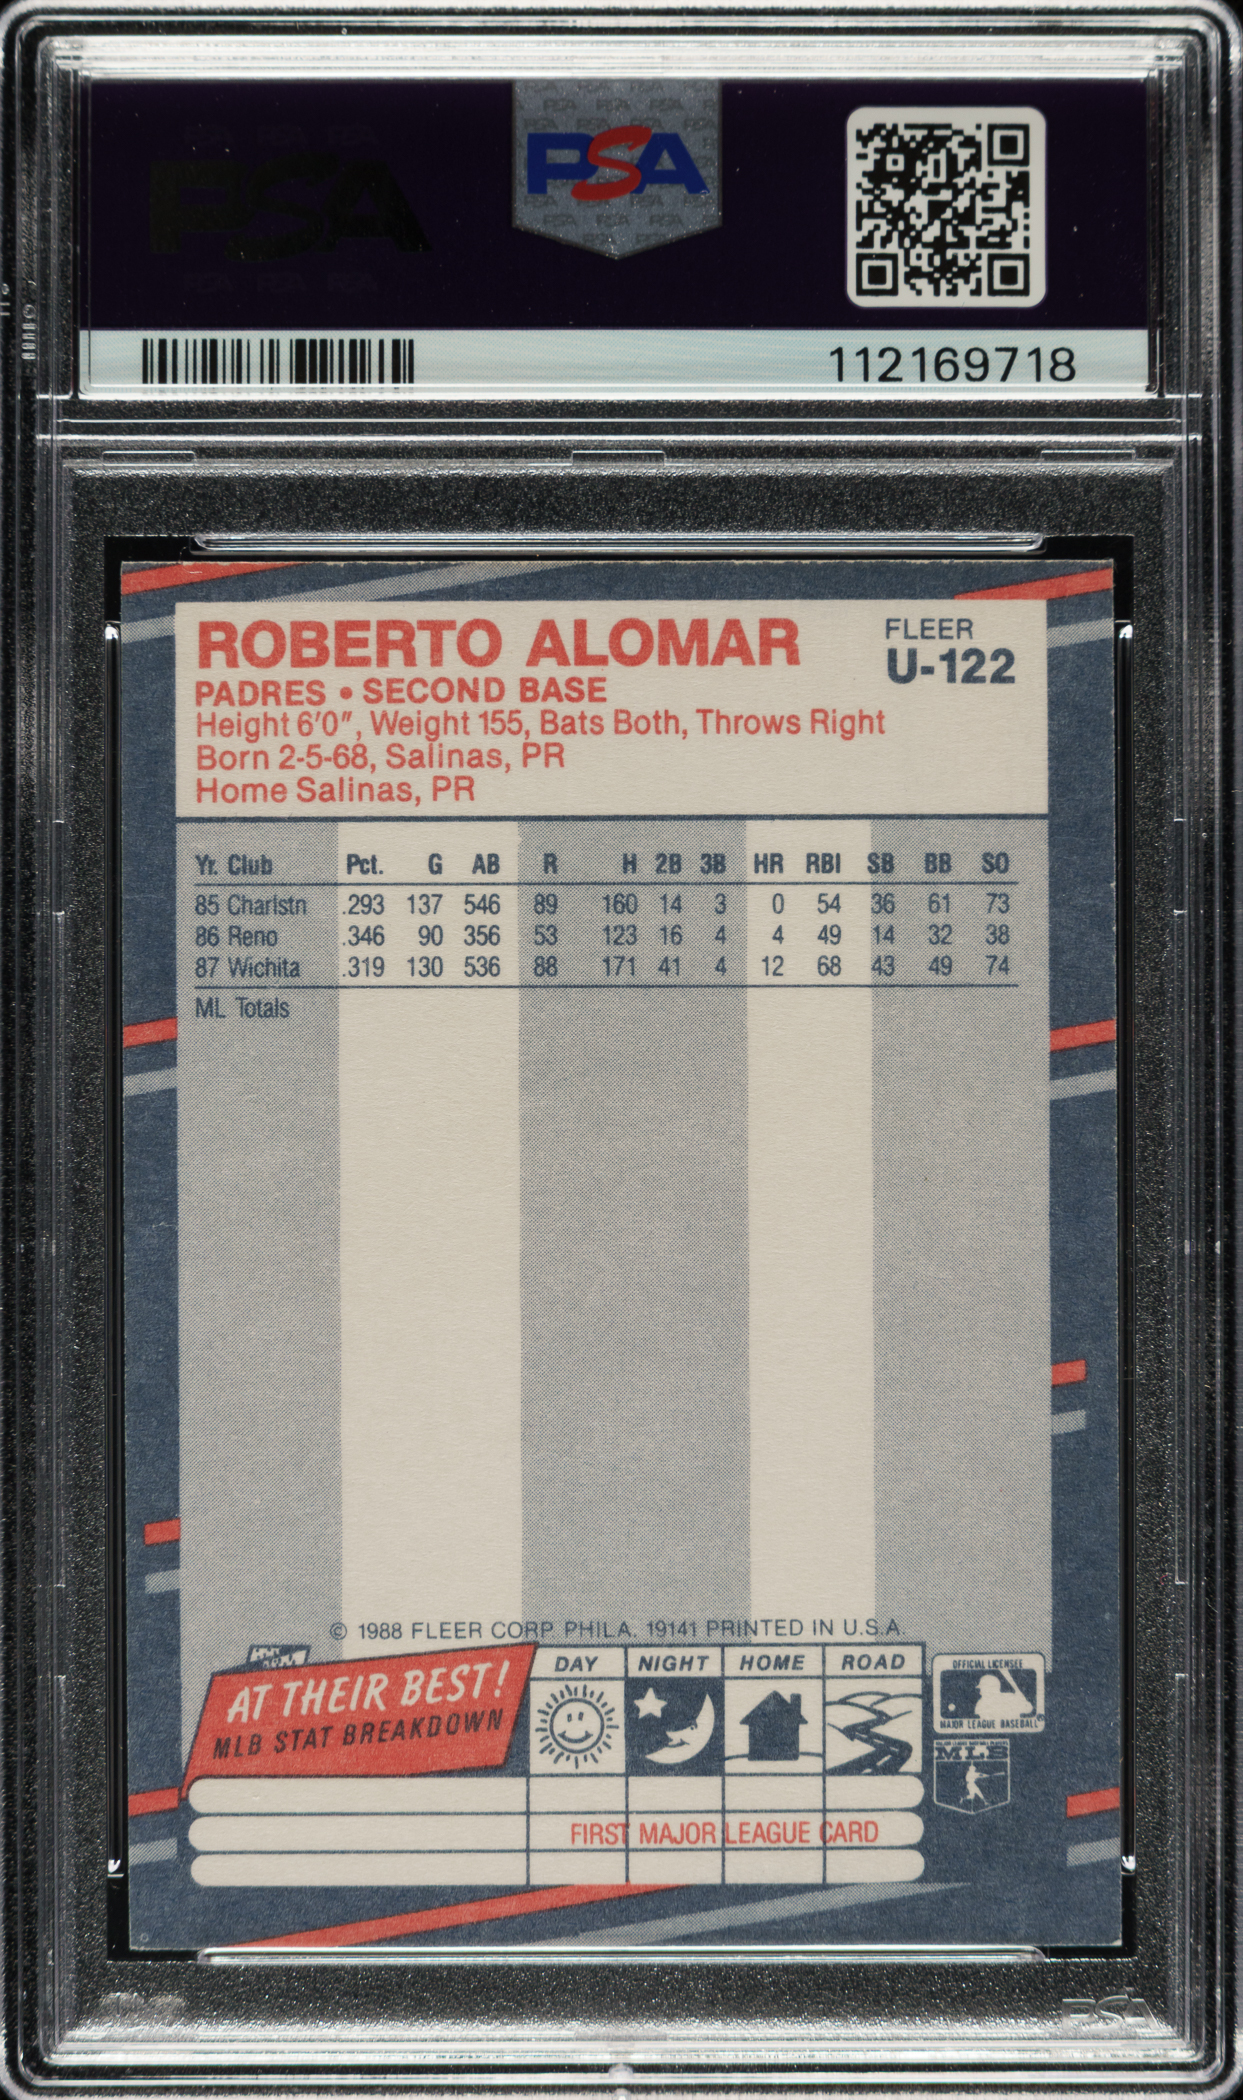 PSA
112169718
ROBERTO ALOMAR
FLEER
U-122
PADRES • SECOND BASE
Height 6'0", Weight 155, Bats Both, Throws Right
Born 2-5-68, Salinas, PR
Home Salinas, PR
Yr. Club Pct. G AB R H 2B 3B HR RBI SB BB SO
85 Charlstn .293 137 546 89 160 14 3 0 54 36 61 73
86 Reno .346 90 356 53 123 16 4 4 49 14 32 38
87 Wichita .319 130 536 88 171 41 4 12 68 43 49 74
ML Totals
© 1988 FLEER CORP PHILA. 19141 PRINTED IN U.S.A.
AT THEIR BEST!
MLB STAT BREAKDOWN
DAY NIGHT HOME ROAD
FIRST MAJOR LEAGUE CARD
OFFICIAL LICENSEE
MAJOR LEAGUE BASEBALL
MLB
PSA